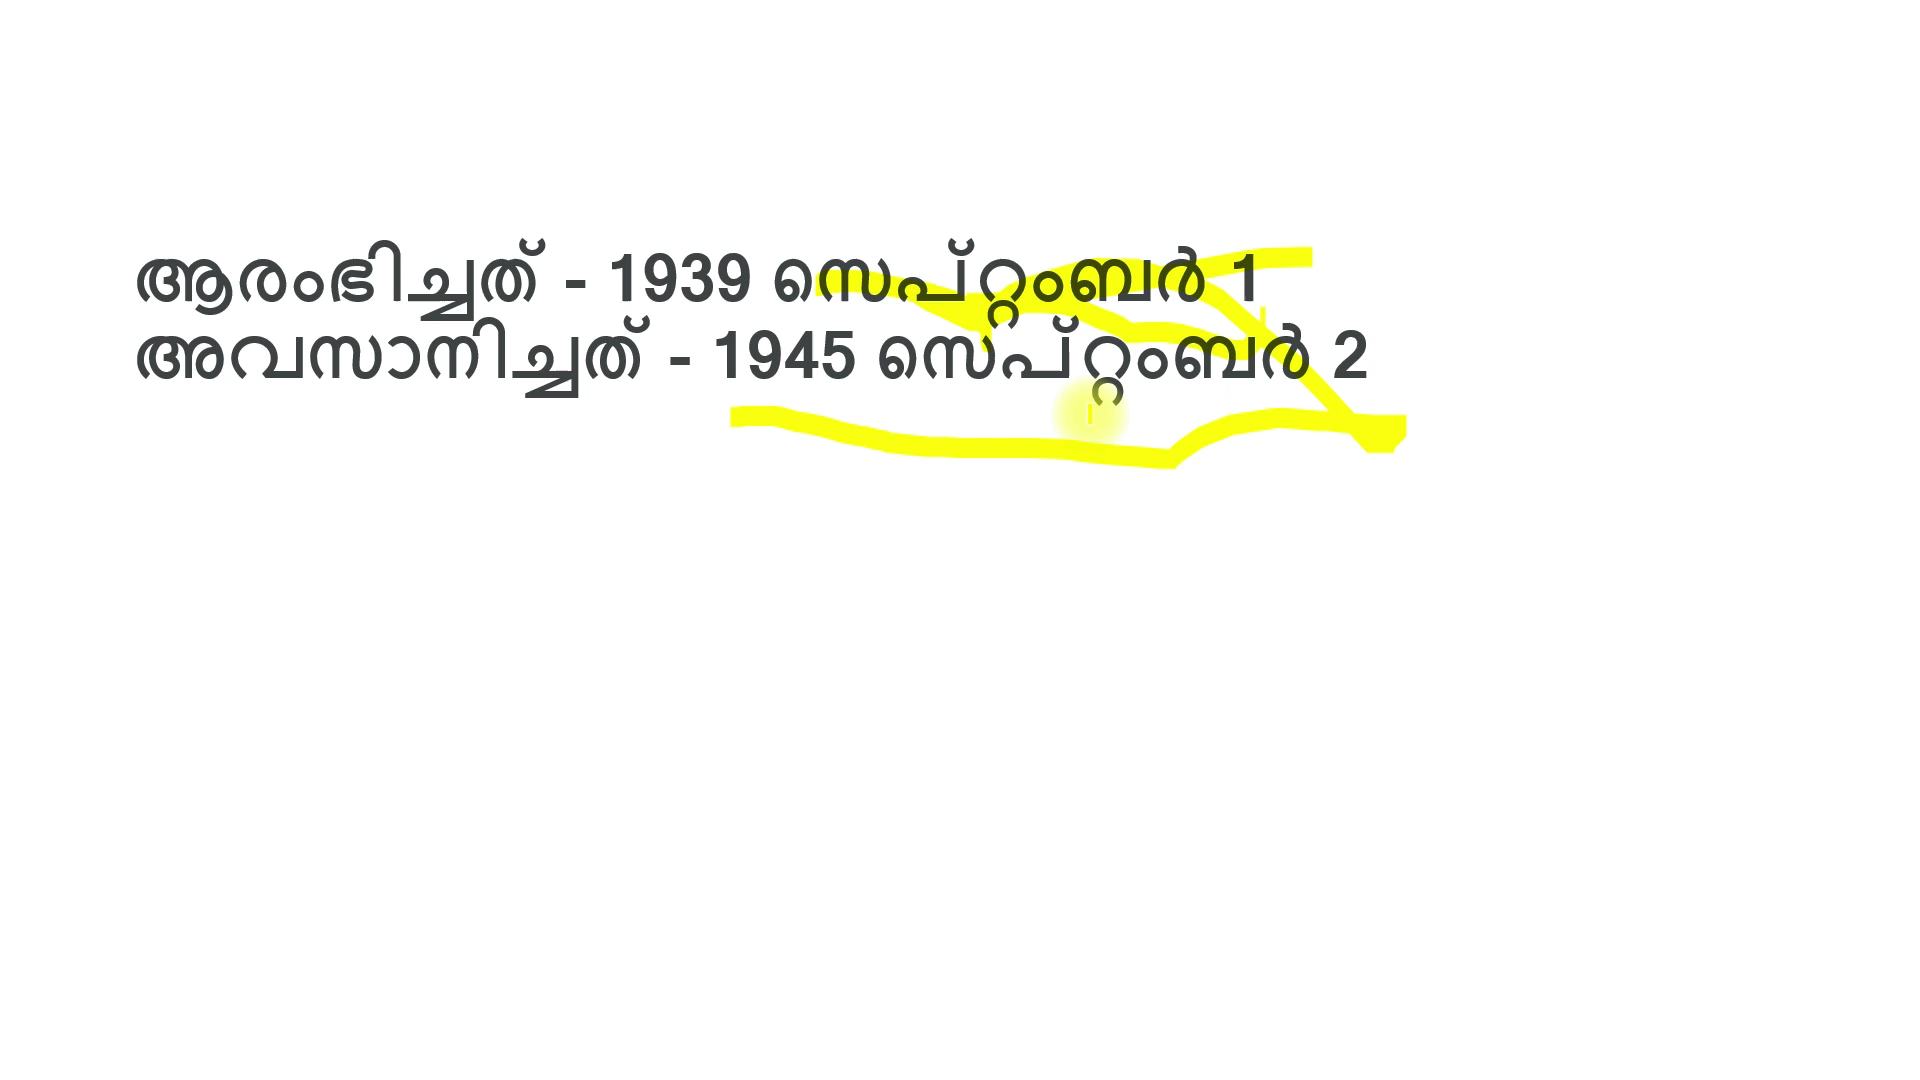 ആരംഭിച്ചത് - 1939 സെപ്റ്റംബർ 1
അവസാനിച്ചത് - 1945 സെപ്റ്റംബർ 2